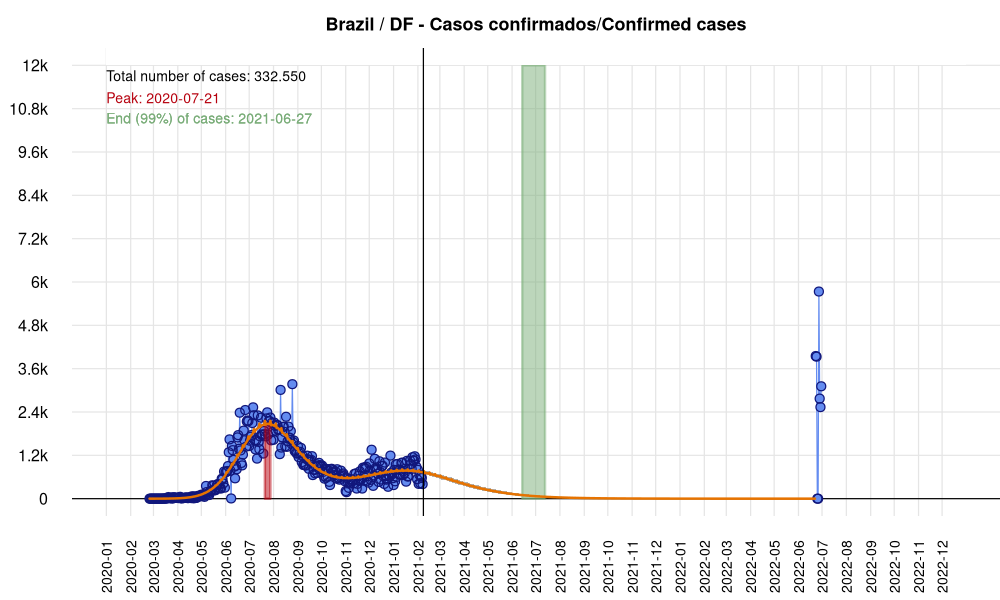 Brazil / DF - Casos confirmados/Confirmed cases
Total number of cases: 332.550
Peak: 2020-07-21
End (99%) of cases: 2021-06-27
12k
10.8k
9.6k
8.4k
7.2k
6k
4.8k
3.6k
2.4k
1.2k
0
2020-01
2020-02
2020-03
2020-04
2020-05
2020-06
2020-07
2020-08
2020-09
2020-10
2020-11
2020-12
2021-01
2021-02
2021-03
2021-04
2021-05
2021-06
2021-07
2021-08
2021-09
2021-10
2021-11
2021-12
2022-01
2022-02
2022-03
2022-04
2022-05
2022-06
2022-07
2022-08
2022-09
2022-10
2022-11
2022-12